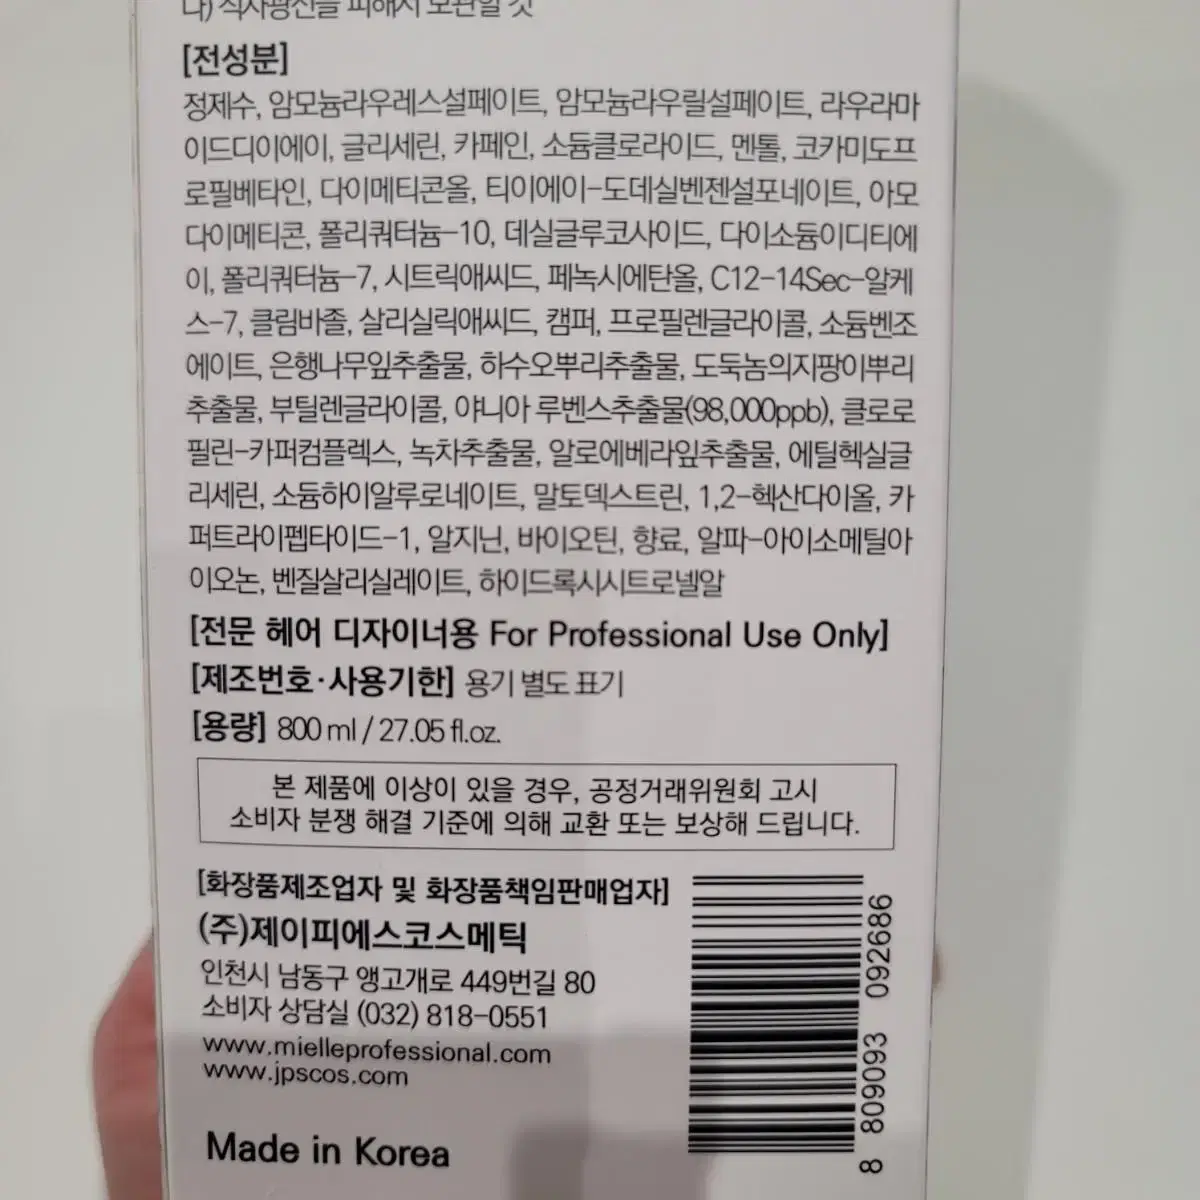 나) 직사광선을 피해서 보관할 것
[전성분]
정제수, 암모늄라우레스설페이트, 암모늄라우릴설페이트, 라우라마
이드디이에이, 글리세린, 카페인, 소듐클로라이드, 멘톨, 코카미도프
로필베타인, 다이메티콘올, 티이에이-도데실벤젠설포네이트, 아모
다이메티콘, 폴리쿼터늄-10, 데실글루코사이드, 다이소듐이디티에
이, 폴리쿼터늄-7, 시트릭애씨드, 페녹시에탄올, C12-14Sec-알케
스-7, 클림바졸, 살리실릭애씨드, 캠퍼, 프로필렌글라이콜, 소듐벤조
에이트, 은행나무잎추출물, 하수오뿌리추출물, 도둑놈의지팡이뿌리
추출물, 부틸렌글라이콜, 야니아 루벤스추출물(98,000ppb), 클로로
필린-카퍼컴플렉스, 녹차추출물, 알로에베라잎추출물, 에틸헥실글
리세린, 소듐하이알루로네이트, 말토덱스트린, 1,2-헥산다이올, 카
퍼트라이펩타이드-1, 알지닌, 바이오틴, 향료, 알파-아이소메틸아
이오논, 벤질살리실레이트, 하이드록시시트로넬알
[전문 헤어 디자이너용 For Professional Use Only]
[제조번호·사용기한] 용기 별도 표기
[용량] 800 ml / 27.05 fl.oz.
본 제품에 이상이 있을 경우, 공정거래위원회 고시
소비자 분쟁 해결 기준에 의해 교환 또는 보상해 드립니다.
[화장품제조업자 및 화장품책임판매업자]
(주)제이피에스코스메틱
인천시 남동구 앵고개로 449번길 80
소비자 상담실 (032) 818-0551
www.mielleprofessional.com
www.jpscos.com
Made in Korea
8 809093 092686